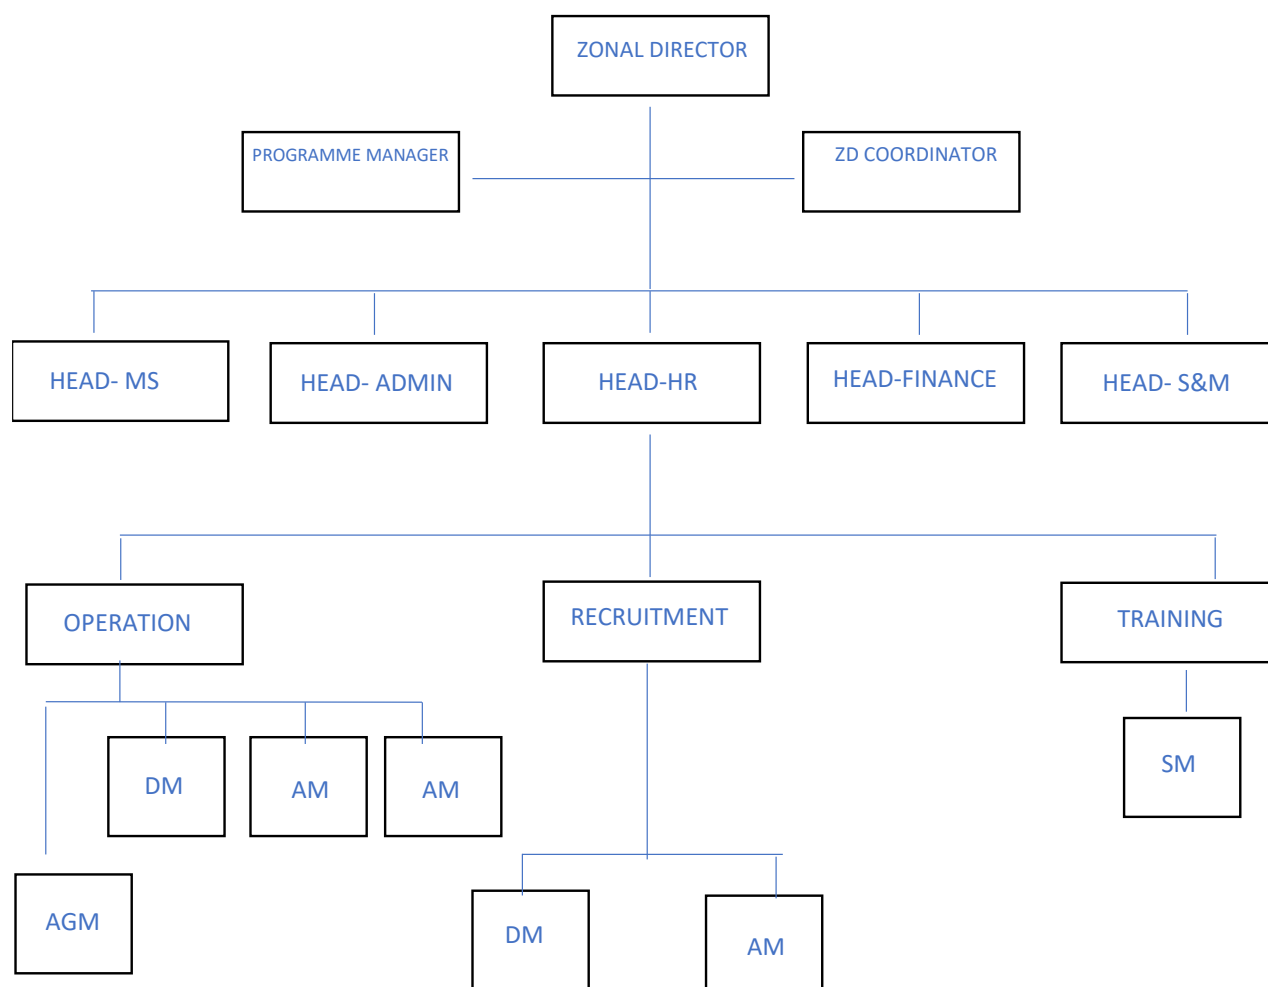 ZONAL DIRECTOR
PROGRAMME MANAGER
ZD COORDINATOR
HEAD- MS
HEAD- ADMIN
HEAD-HR
HEAD-FINANCE
HEAD- S&M
OPERATION
RECRUITMENT
TRAINING
DM
AM
AM
SM
AGM
DM
AM